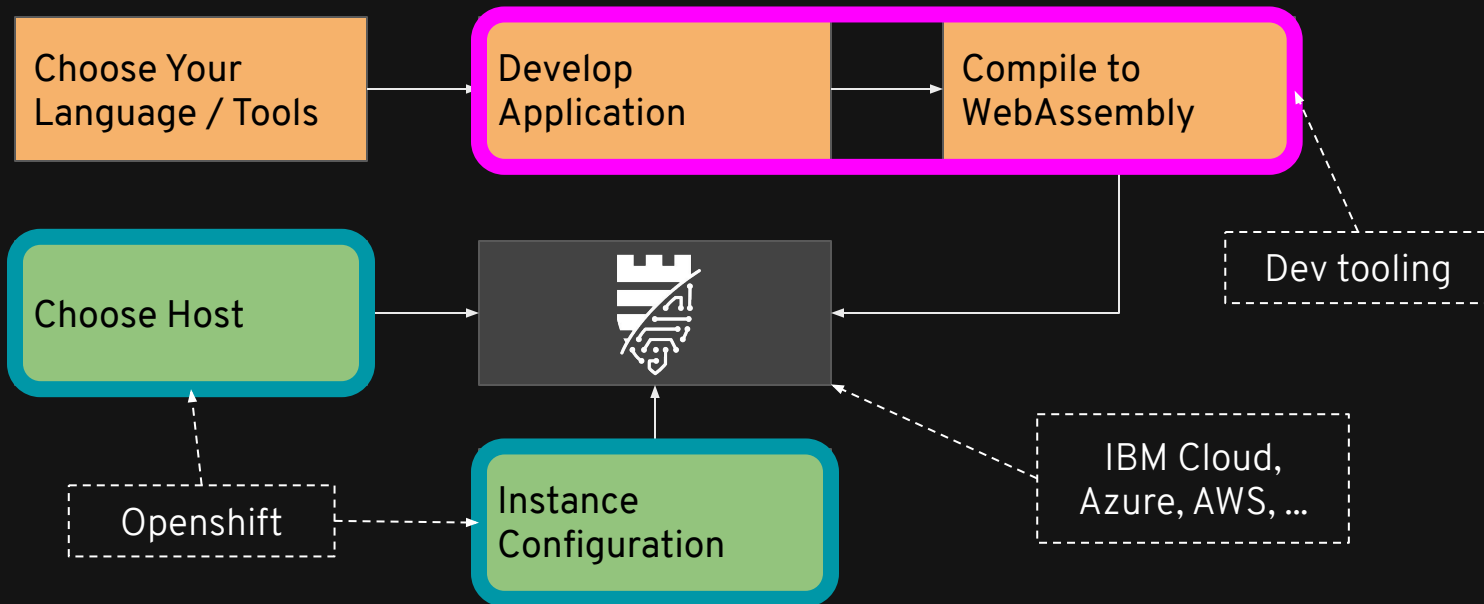 Choose Your
Language / Tools
Develop
Application
Compile to
WebAssembly
Dev tooling
Choose Host
IBM Cloud,
Azure, AWS, ...
Openshift
Instance
Configuration